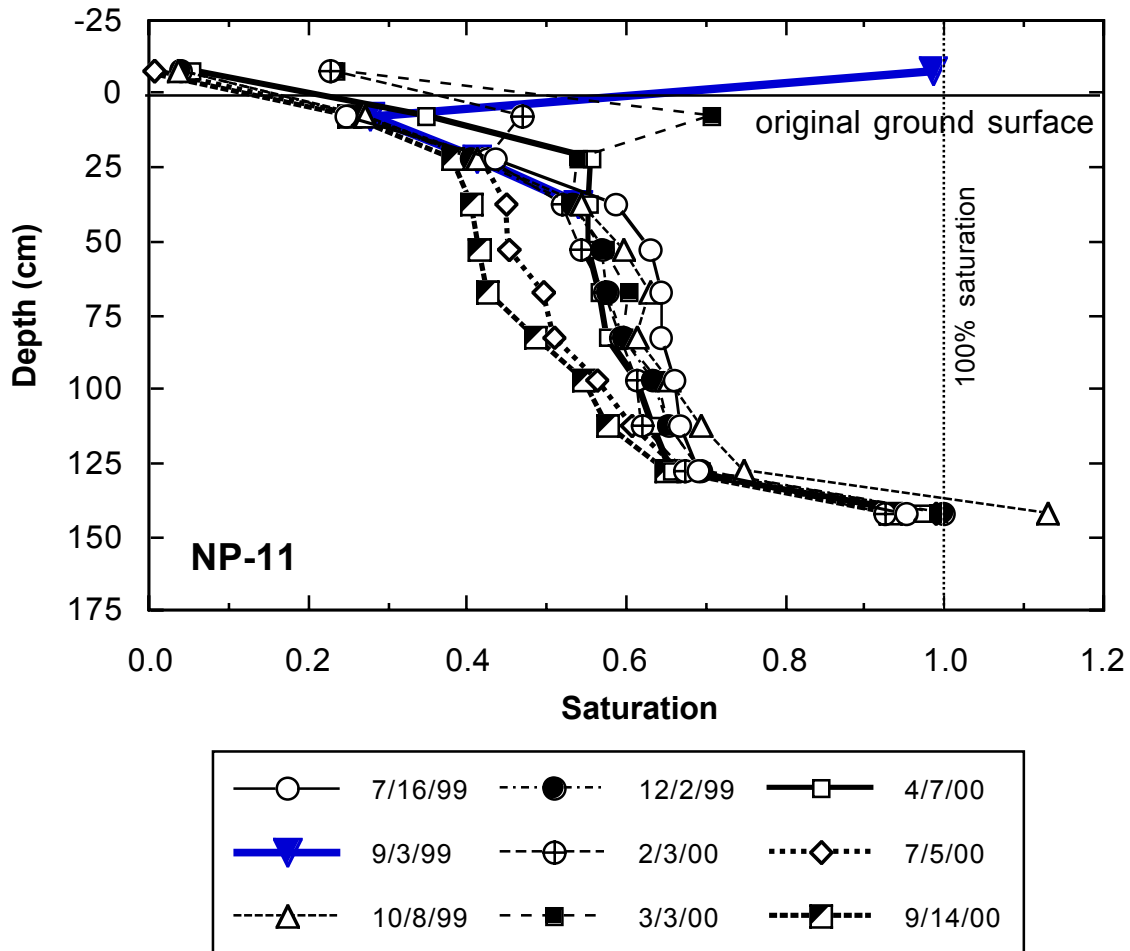 -25
0
25
50
75
100
125
150
175
Depth (cm)
original ground surface
100% saturation
NP-11
0.0 0.2 0.4 0.6 0.8 1.0 1.2
Saturation
7/16/99 12/2/99 4/7/00
9/3/99 2/3/00 7/5/00
10/8/99 3/3/00 9/14/00